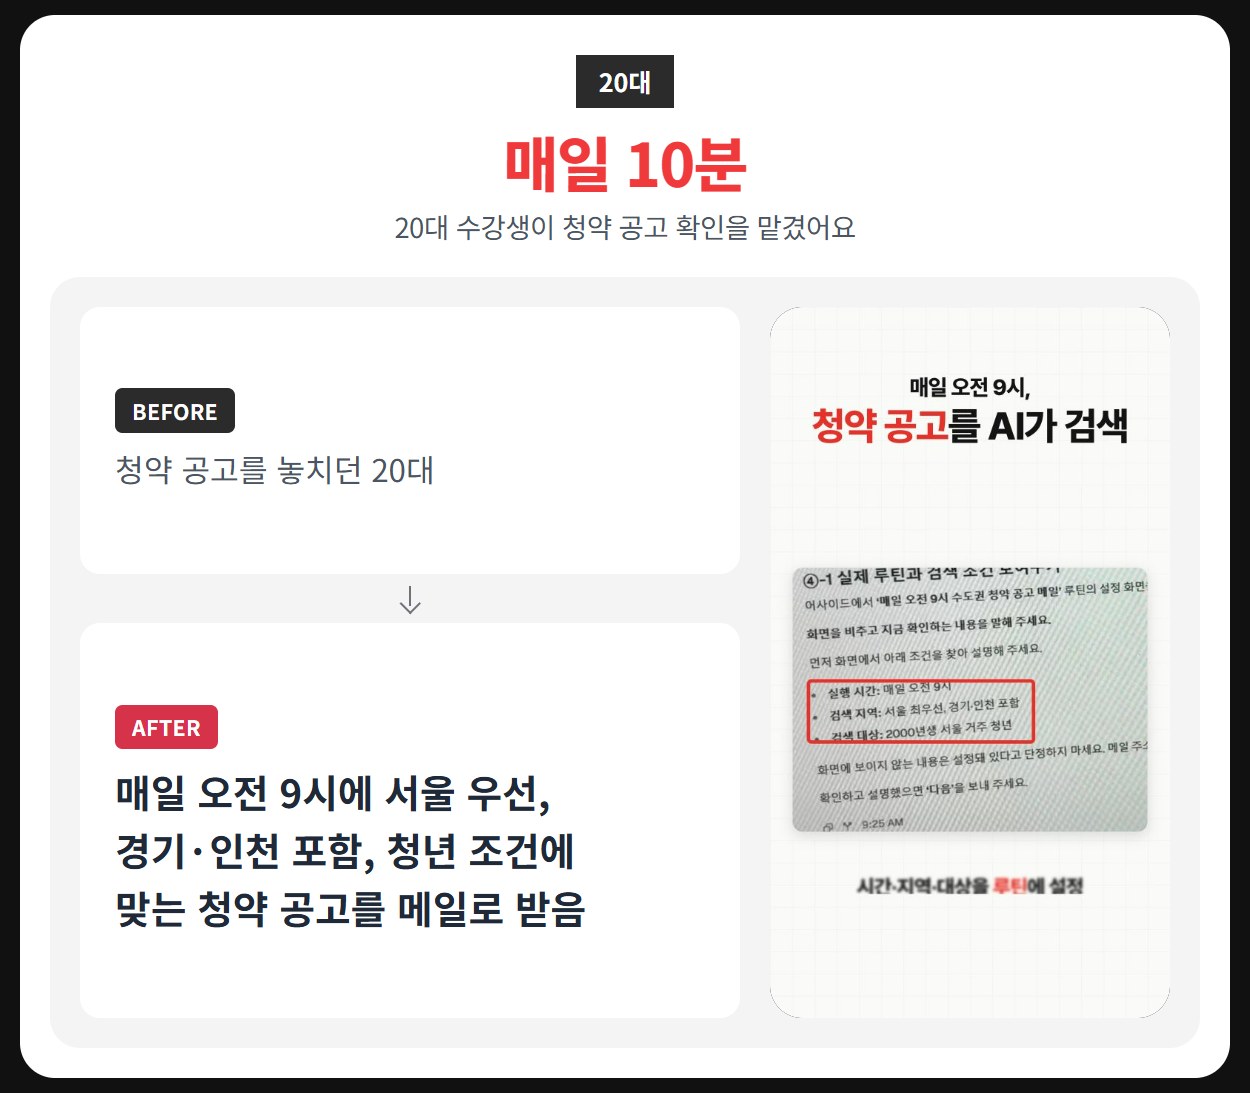 20대
매일 10분
20대 수강생이 청약 공고 확인을 맡겼어요
BEFORE
청약 공고를 놓치던 20대
AFTER
매일 오전 9시에 서울 우선,
경기·인천 포함, 청년 조건에
맞는 청약 공고를 메일로 받음
매일 오전 9시,
청약 공고를 AI가 검색
④-1 실제 루틴과 검색 조건 보여주기
어사이드에서 ‘매일 오전 9시 수도권 청약 공고 메일’ 루틴의 설정 화면
화면을 비추고 지금 확인하는 내용을 말해 주세요.
먼저 화면에서 아래 조건을 찾아 설명해 주세요.
• 실행 시간: 매일 오전 9시
• 검색 지역: 서울 최우선, 경기·인천 포함
• 검색 대상: 2000년생 서울 거주 청년
화면에 보이지 않는 내용은 설정돼 있다고 단정하지 마세요. 메일 주소
확인하고 설명했으면 ‘다음’을 보내 주세요.
9:25 AM
시간·지역·대상을 루틴에 설정